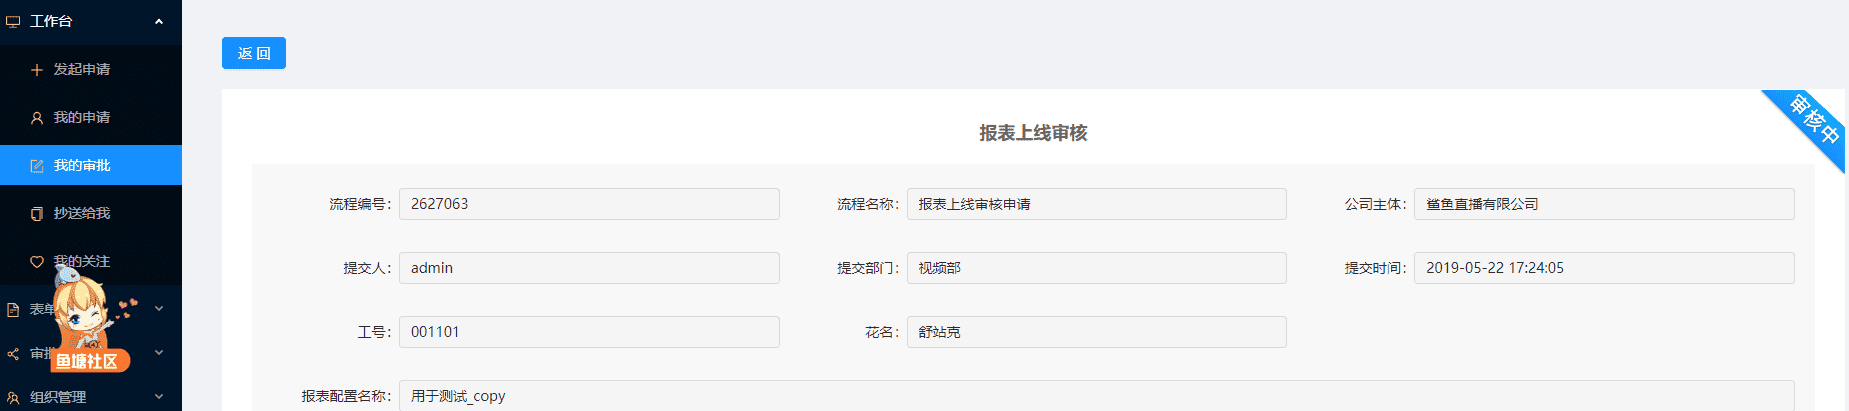 工作台
发起申请
我的申请
我的审批
抄送给我
我的关注
表单
审批
组织管理
鱼塘社区
返 回
审核中
报表上线审核
流程编号： 2627063 流程名称： 报表上线审核申请 公司主体： 鲨鱼直播有限公司
提交人： admin 提交部门： 视频部 提交时间： 2019-05-22 17:24:05
工号： 001101 花名： 舒站克
报表配置名称： 用于测试_copy